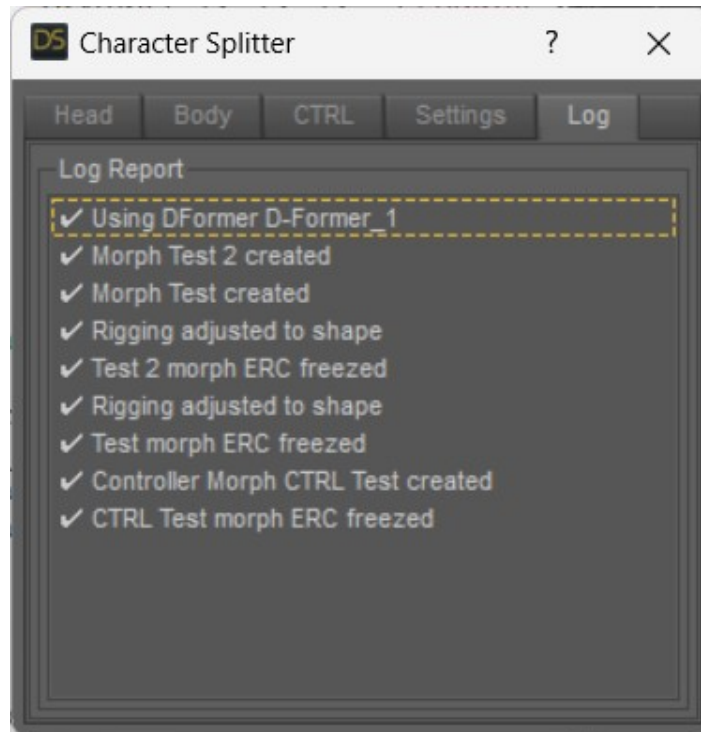 DS Character Splitter ? ×
Head Body CTRL Settings Log
Log Report
✔ Using DFormer D-Former_1
✔ Morph Test 2 created
✔ Morph Test created
✔ Rigging adjusted to shape
✔ Test 2 morph ERC freezed
✔ Rigging adjusted to shape
✔ Test morph ERC freezed
✔ Controller Morph CTRL Test created
✔ CTRL Test morph ERC freezed